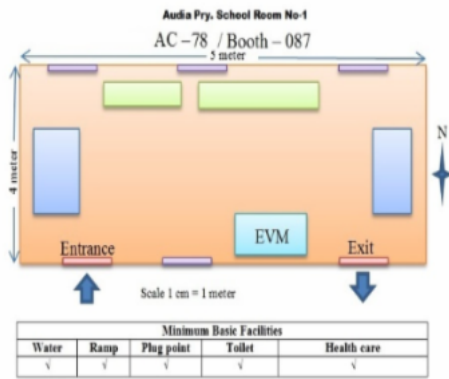 Audia Pry. School Room No-1
AC –78 / Booth – 087
5 meter
4 meter
N
EVM
Entrance
Exit
Scale 1 cm = 1 meter
Minimum Basic Facilities
Water Ramp Plug point Toilet Health care
√ √ √ √ √